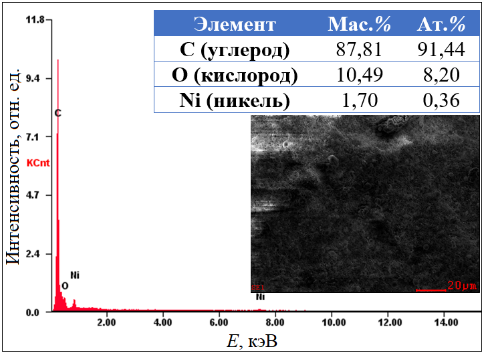 Элемент Мас.% Ат.%
C (углерод) 87,81 91,44
O (кислород) 10,49 8,20
Ni (никель) 1,70 0,36
Интенсивность, отн. ед.
11.8
9.4
7.1
4.7
2.4
0.0
KCnt
C
O
Ni
Ni
20µm
2.00 4.00 6.00 8.00 10.00 12.00 14.00
E, кэВ